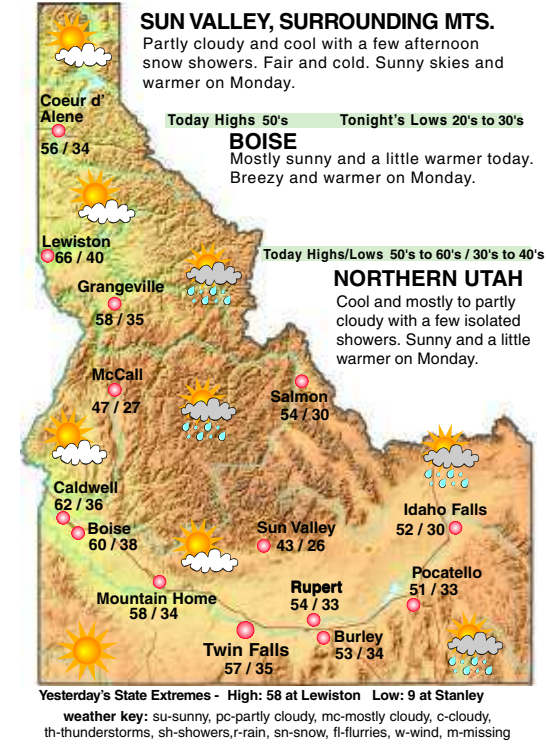 SUN VALLEY, SURROUNDING MTS.
Partly cloudy and cool with a few afternoon
snow showers. Fair and cold. Sunny skies and
warmer on Monday.
Today Highs 50's Tonight's Lows 20's to 30's
BOISE
Mostly sunny and a little warmer today.
Breezy and warmer on Monday.
Today Highs/Lows 50's to 60's / 30's to 40's
NORTHERN UTAH
Cool and mostly to partly
cloudy with a few isolated
showers. Sunny and a little
warmer on Monday.
Coeur d'
Alene
56 / 34
Lewiston
66 / 40
Grangeville
58 / 35
McCall
47 / 27
Salmon
54 / 30
Caldwell
62 / 36
Boise
60 / 38
Sun Valley
43 / 26
Idaho Falls
52 / 30
Mountain Home
58 / 34
Rupert
54 / 33
Pocatello
51 / 33
Twin Falls
57 / 35
Burley
53 / 34
Yesterday's State Extremes - High: 58 at Lewiston Low: 9 at Stanley
weather key: su-sunny, pc-partly cloudy, mc-mostly cloudy, c-cloudy,
th-thunderstorms, sh-showers,r-rain, sn-snow, fl-flurries, w-wind, m-missing